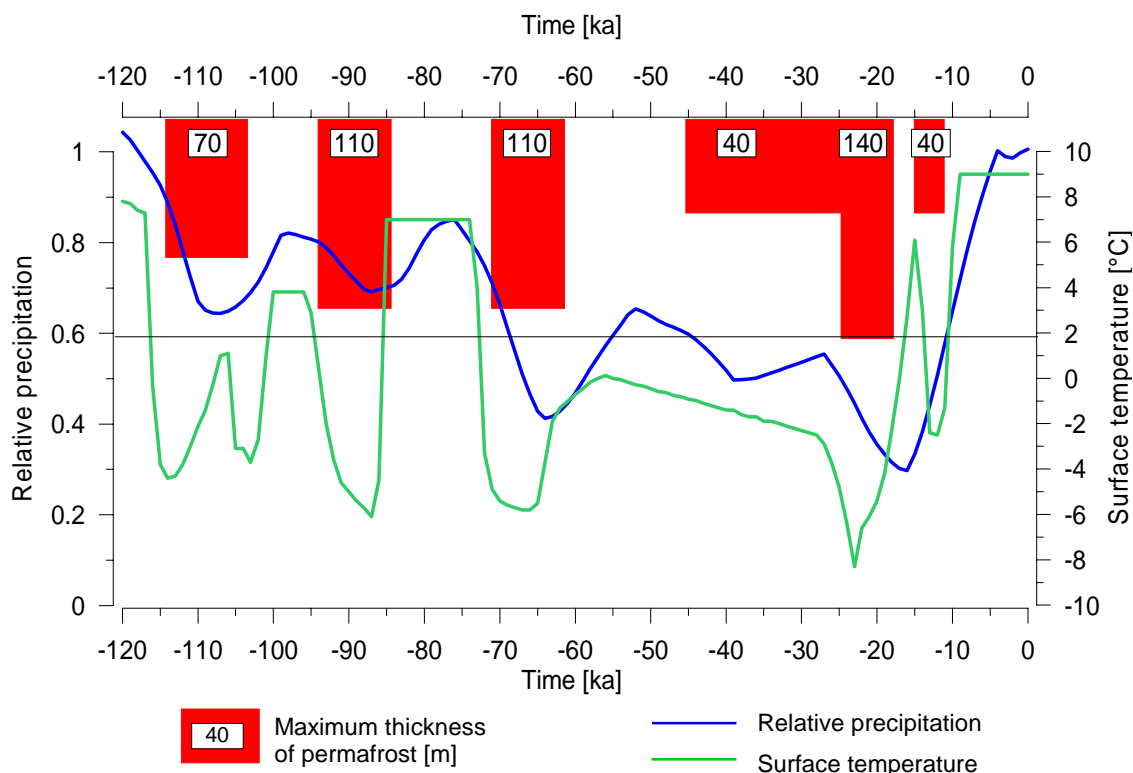 Time [ka]
-120 -110 -100 -90 -80 -70 -60 -50 -40 -30 -20 -10 0
70 110 110 40 140 40
1 0.8 0.6 0.4 0.2 0
Relative precipitation
10 8 6 4 2 0 -2 -4 -6 -8 -10
Surface temperature [°C]
-120 -110 -100 -90 -80 -70 -60 -50 -40 -30 -20 -10 0
Time [ka]
40
Maximum thickness
of permafrost [m]
Relative precipitation
Surface temperature